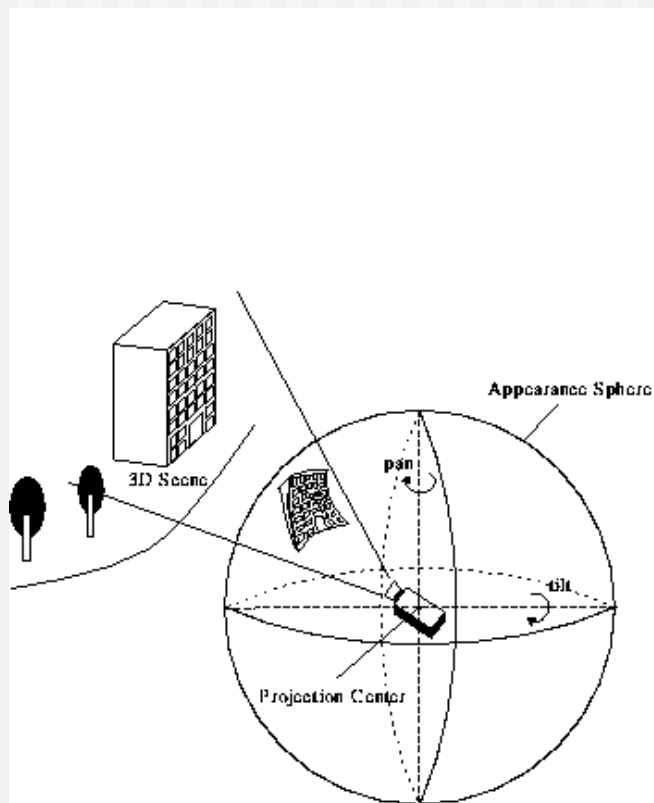 Appearance Sphere
pan
3D Scene
tilt
Projection Center